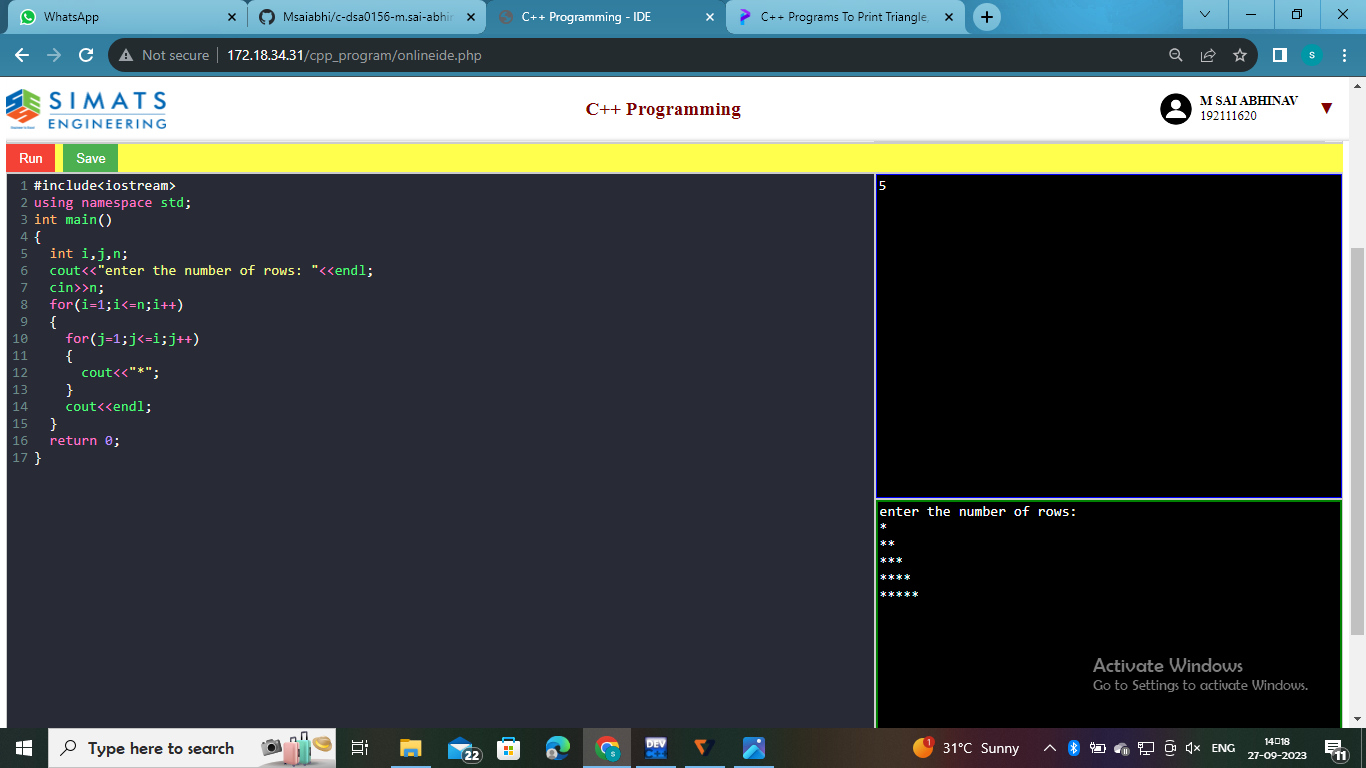 WhatsApp
Msaiabhi/c-dsa0156-m.sai-abhin
C++ Programming - IDE
C++ Programs To Print Triangle,
Not secure
172.18.34.31/cpp_program/onlineide.php
s
SIMATS
ENGINEERING
C++ Programming
M SAI ABHINAV
192111620
Run
Save
1 #include<iostream>
2 using namespace std;
3 int main()
4 {
5   int i,j,n;
6   cout<<"enter the number of rows: "<<endl;
7   cin>>n;
8   for(i=1;i<=n;i++)
9   {
10     for(j=1;j<=i;j++)
11     {
12       cout<<"*";
13     }
14     cout<<endl;
15   }
16   return 0;
17 }
5
enter the number of rows:
*
**
***
****
*****
Activate Windows
Go to Settings to activate Windows.
Type here to search
22
S
DEV
1
31°C Sunny
ENG
14▯18
27-09-2023
11